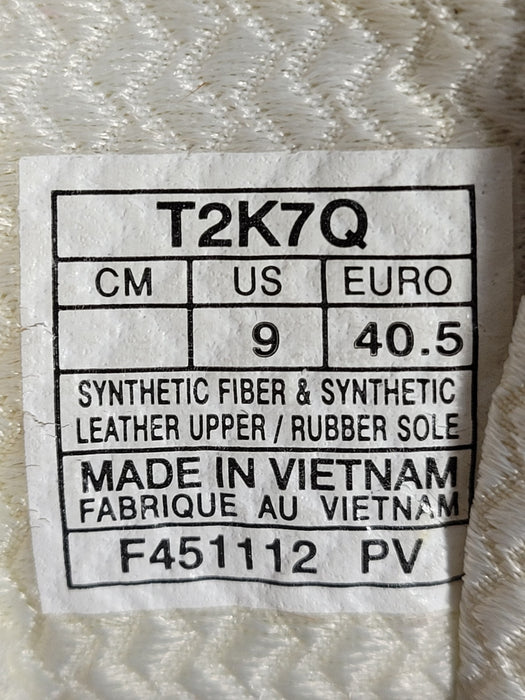 T2K7Q
CM US EURO
9 40.5
SYNTHETIC FIBER & SYNTHETIC
LEATHER UPPER / RUBBER SOLE
MADE IN VIETNAM
FABRIQUE AU VIETNAM
F451112 PV